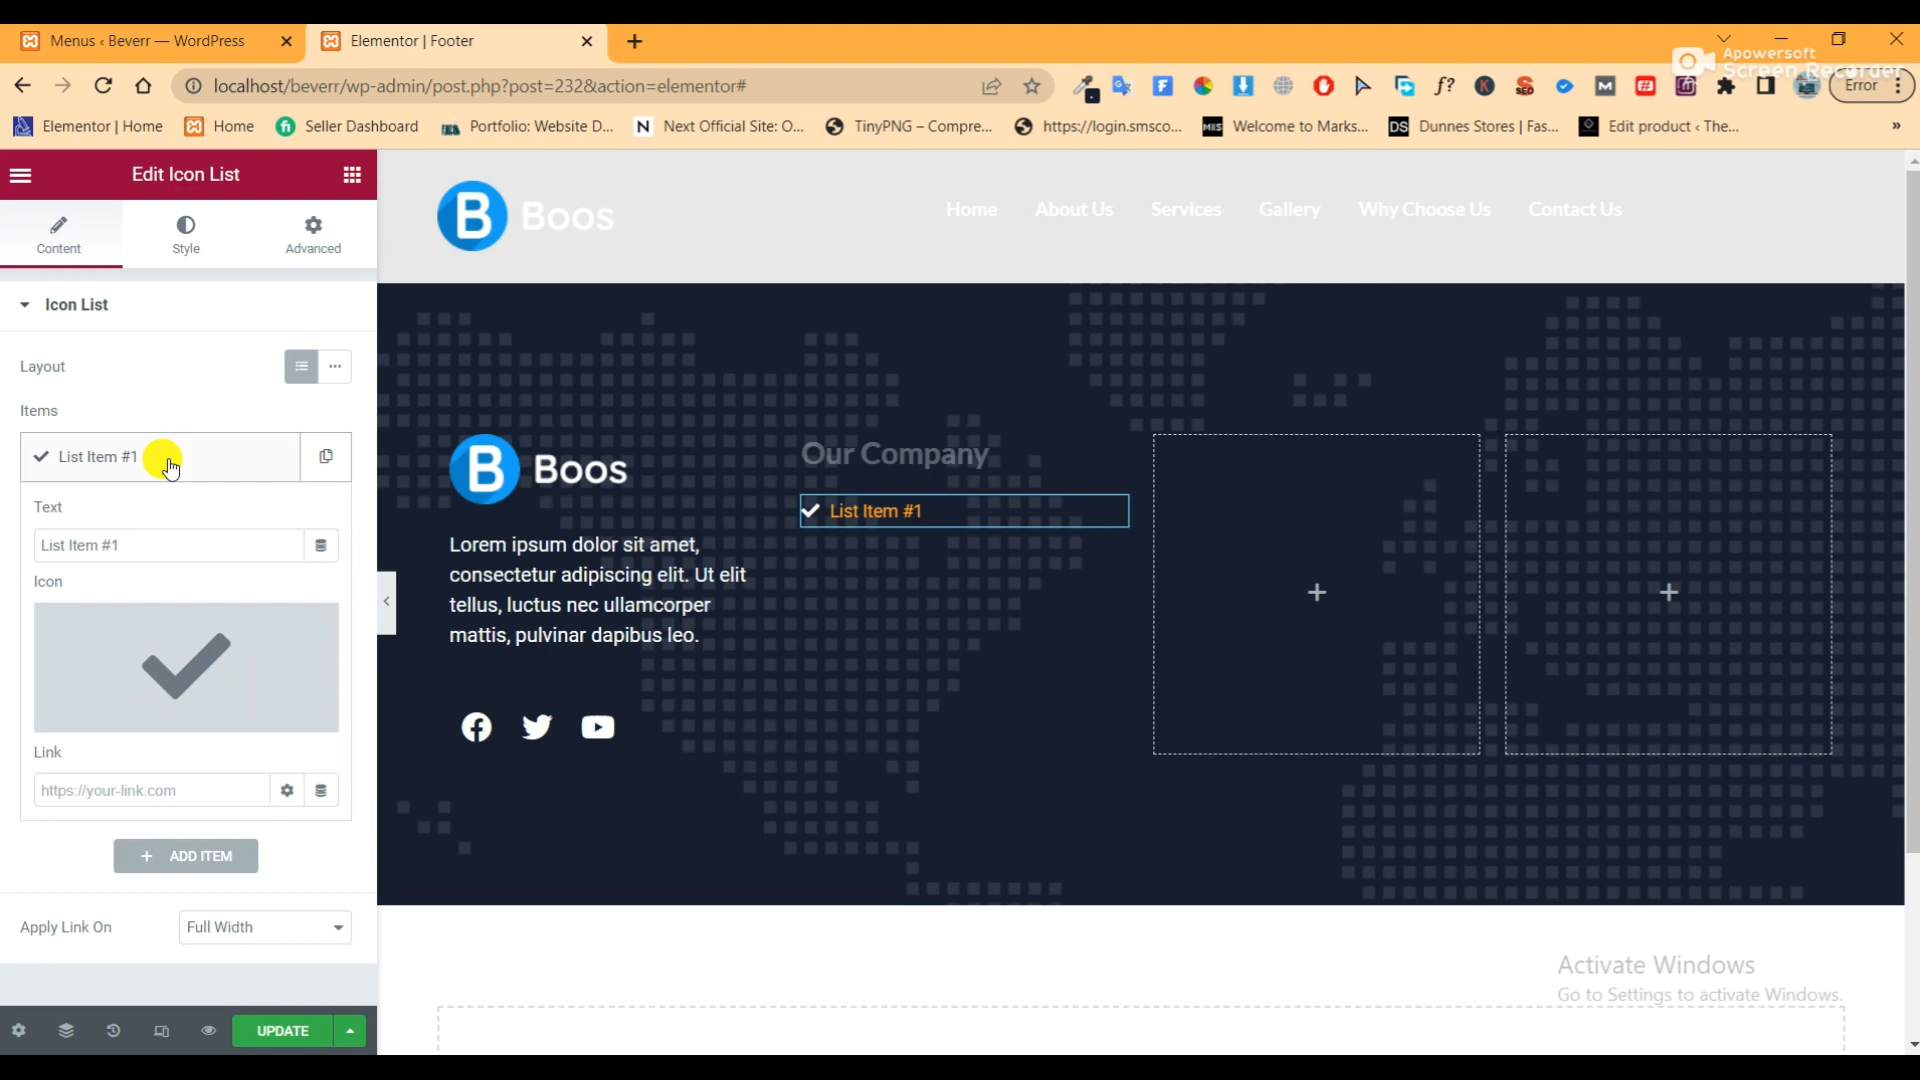 Menus ‹ Beverr — WordPress
Elementor | Footer
Apowersoft
Screen Recorder
localhost/beverr/wp-admin/post.php?post=232&action=elementor#
Error
Elementor | Home
Home
Seller Dashboard
Portfolio: Website D...
Next Official Site: O...
TinyPNG – Compre...
https://login.smsco...
Welcome to Marks...
Dunnes Stores | Fas...
Edit product ‹ The...
Edit Icon List
Content
Style
Advanced
Icon List
Layout
Items
List Item #1
Text
List Item #1
Icon
Link
https://your-link.com
+ ADD ITEM
Apply Link On
Full Width
UPDATE
B Boos
Home
About Us
Services
Gallery
Why Choose Us
Contact Us
B Boos
Lorem ipsum dolor sit amet,
consectetur adipiscing elit. Ut elit
tellus, luctus nec ullamcorper
mattis, pulvinar dapibus leo.
Our Company
List Item #1
Activate Windows
Go to Settings to activate Windows.